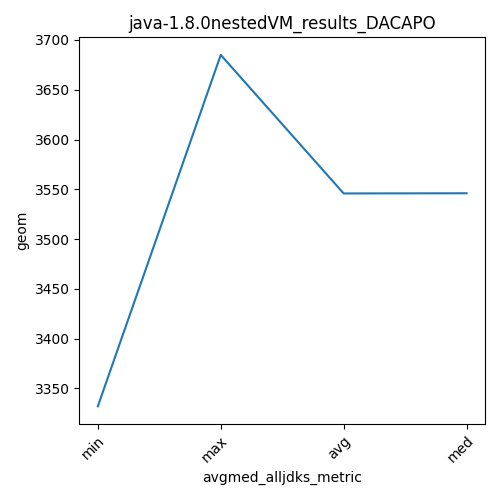 java-1.8.0nestedVM_results_DACAPO
3700
3650
3600
3550
3500
3450
3400
3350
geom
min
max
avg
med
avgmed_alljdks_metric